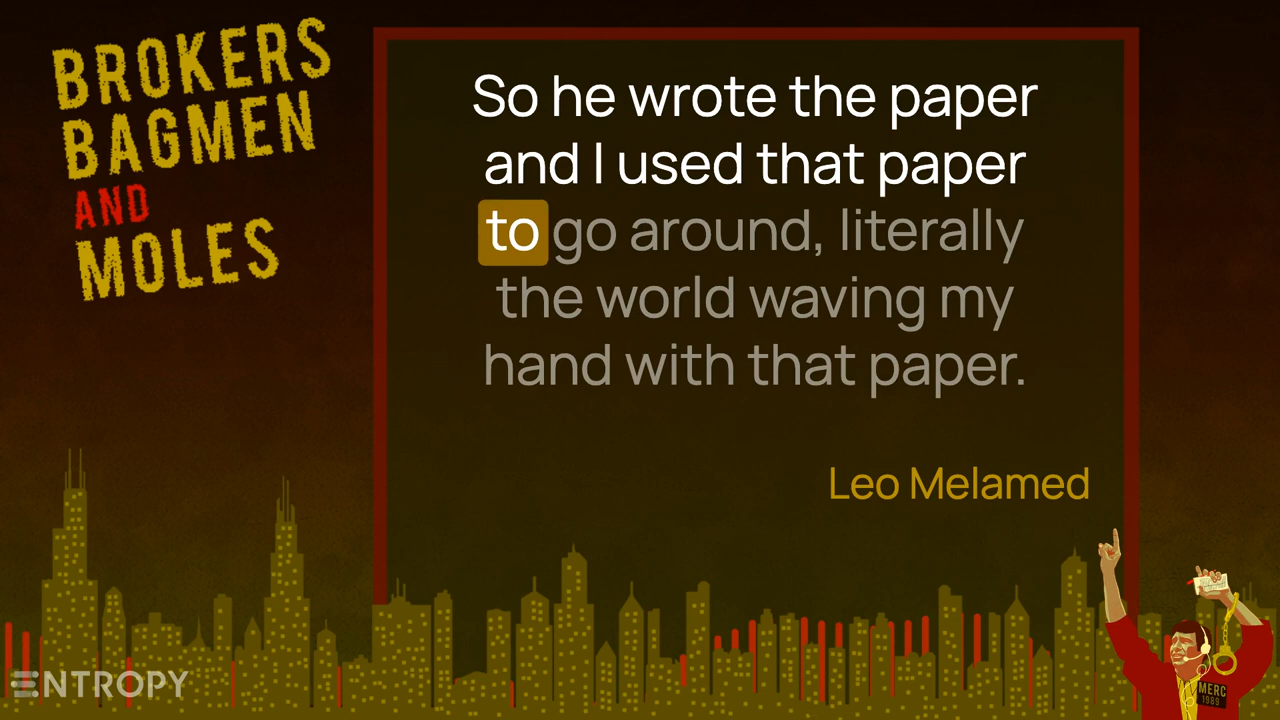 BROKERS
BAGMEN
AND
MOLES
So he wrote the paper
and I used that paper
to go around, literally
the world waving my
hand with that paper.
Leo Melamed
ENTROPY
MERC
1989